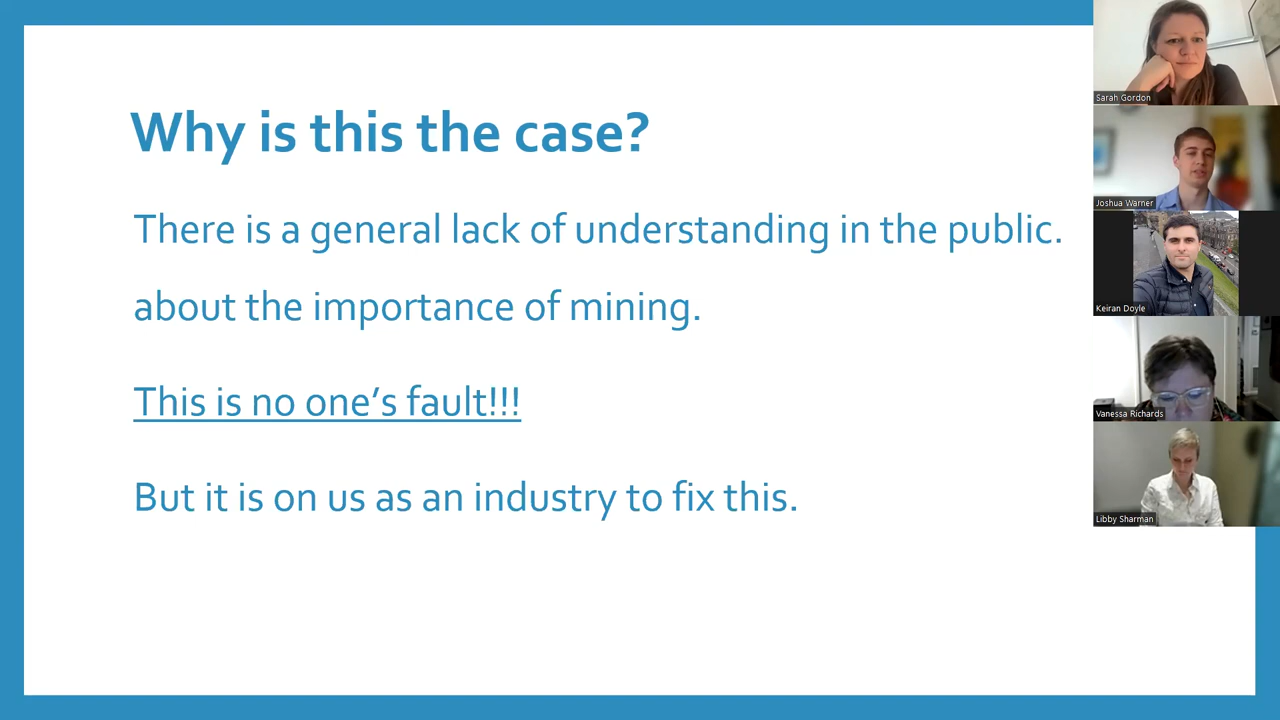 Why is this the case?
There is a general lack of understanding in the public.
about the importance of mining.
This is no one’s fault!!!
But it is on us as an industry to fix this.
Sarah Gordon
Joshua Warner
Keiran Doyle
Vanessa Richards
Libby Sharman